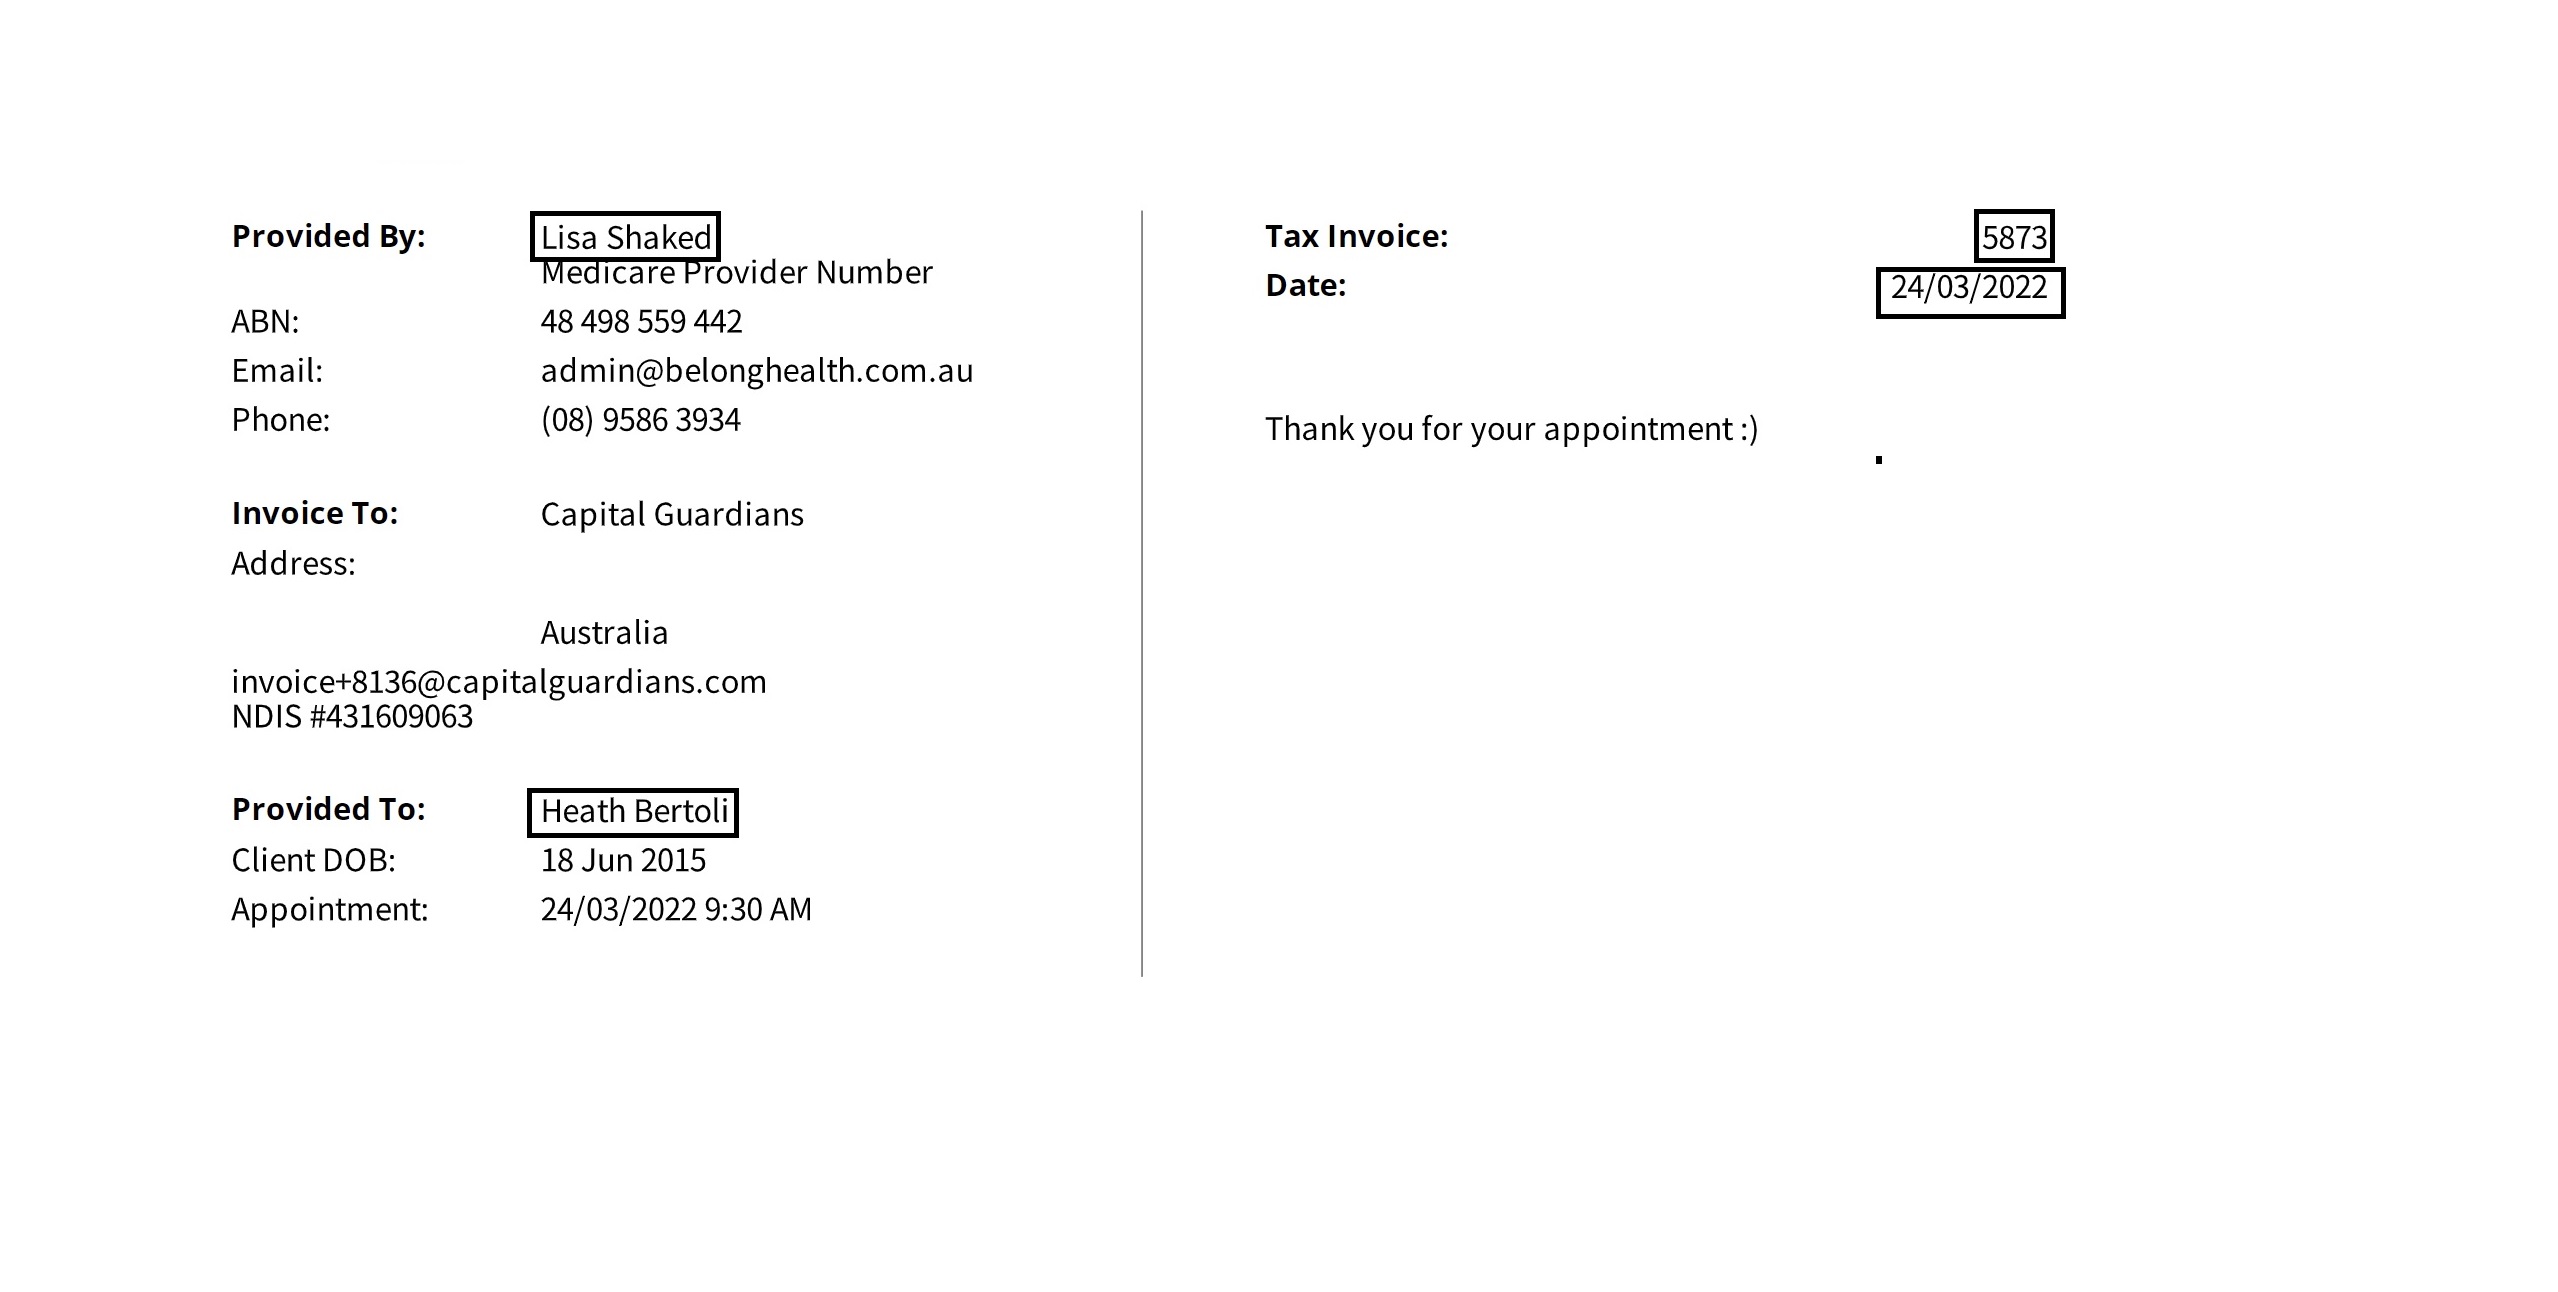 Provided By: Lisa Shaked
Medicare Provider Number
ABN: 48 498 559 442
Email: admin@belonghealth.com.au
Phone: (08) 9586 3934
Invoice To: Capital Guardians
Address:
Australia
invoice+8136@capitalguardians.com
NDIS #431609063
Provided To: Heath Bertoli
Client DOB: 18 Jun 2015
Appointment: 24/03/2022 9:30 AM
Tax Invoice: 5873
Date: 24/03/2022
Thank you for your appointment :)